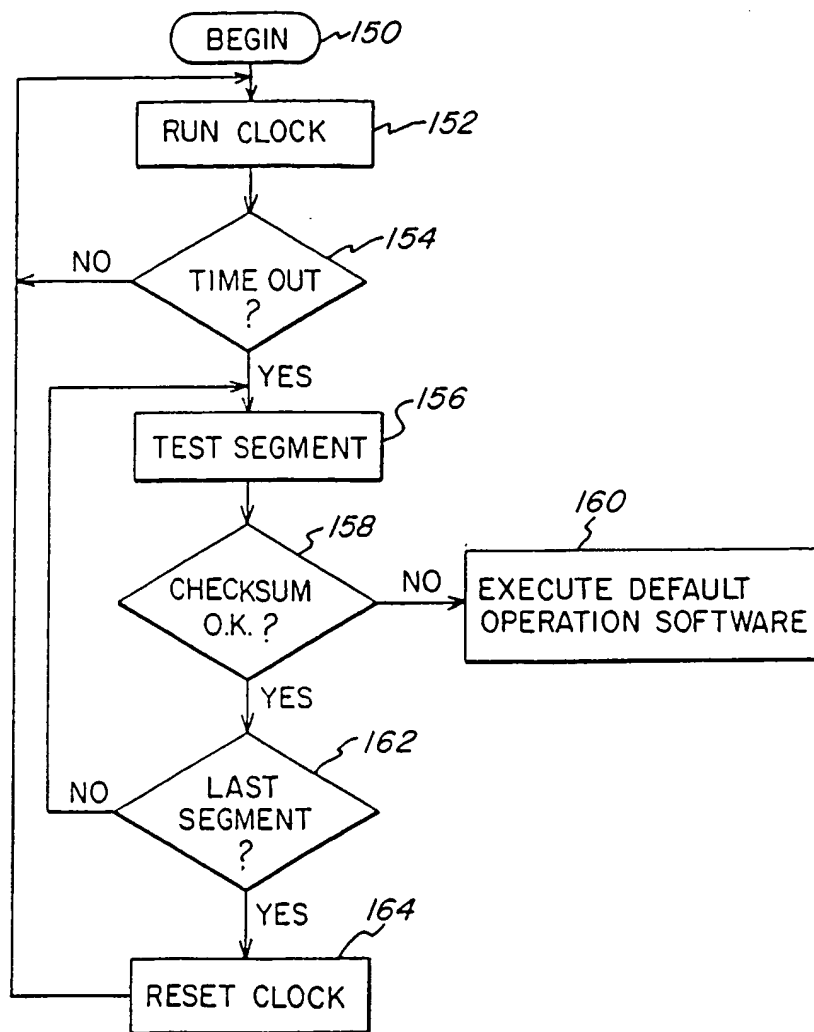 BEGIN
150
RUN CLOCK
152
154
NO
TIME OUT
?
YES
156
TEST SEGMENT
158
160
CHECKSUM
O.K. ?
NO
EXECUTE DEFAULT
OPERATION SOFTWARE
YES
162
NO
LAST
SEGMENT
?
YES
164
RESET CLOCK